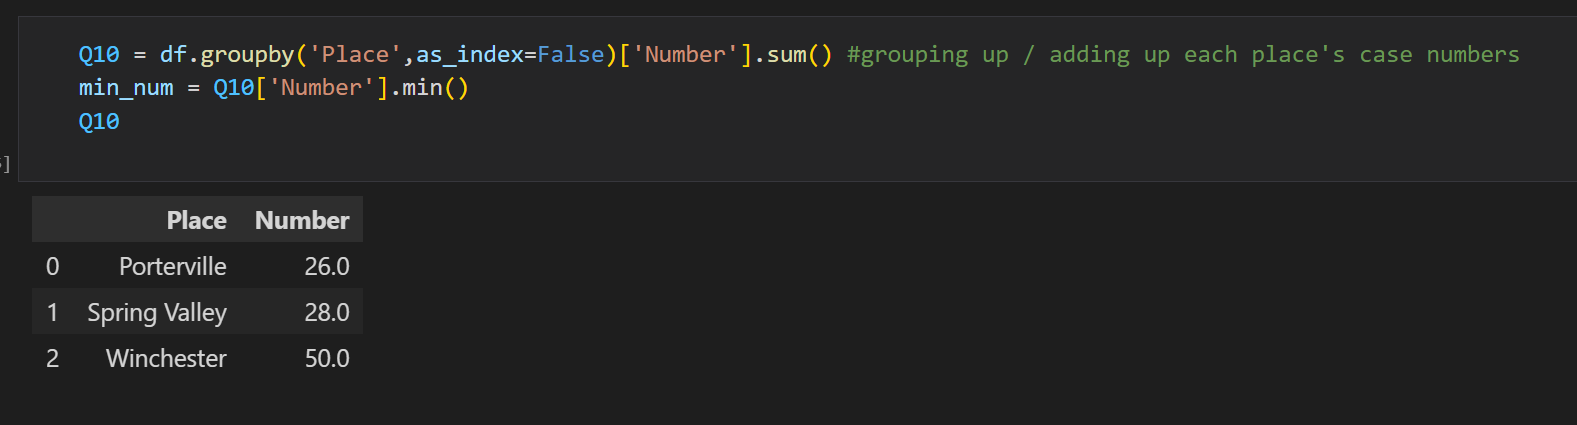 Q10 = df.groupby('Place',as_index=False)['Number'].sum() #grouping up / adding up each place's case numbers
min_num = Q10['Number'].min()
Q10
]
Place Number
0 Porterville 26.0
1 Spring Valley 28.0
2 Winchester 50.0